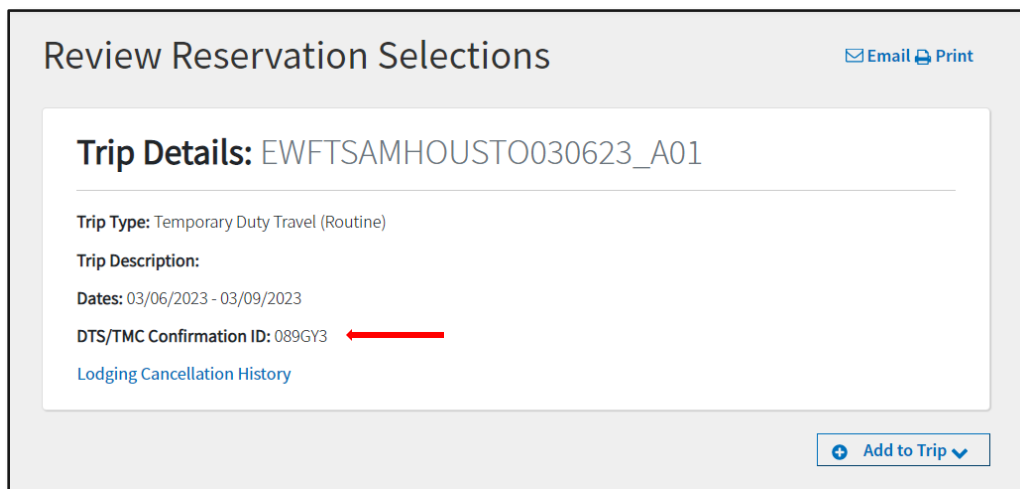 Review Reservation Selections
Email Print
Trip Details: EWFTSAMHOUSTO030623_A01
Trip Type: Temporary Duty Travel (Routine)
Trip Description:
Dates: 03/06/2023 - 03/09/2023
DTS/TMC Confirmation ID: 089GY3
Lodging Cancellation History
Add to Trip